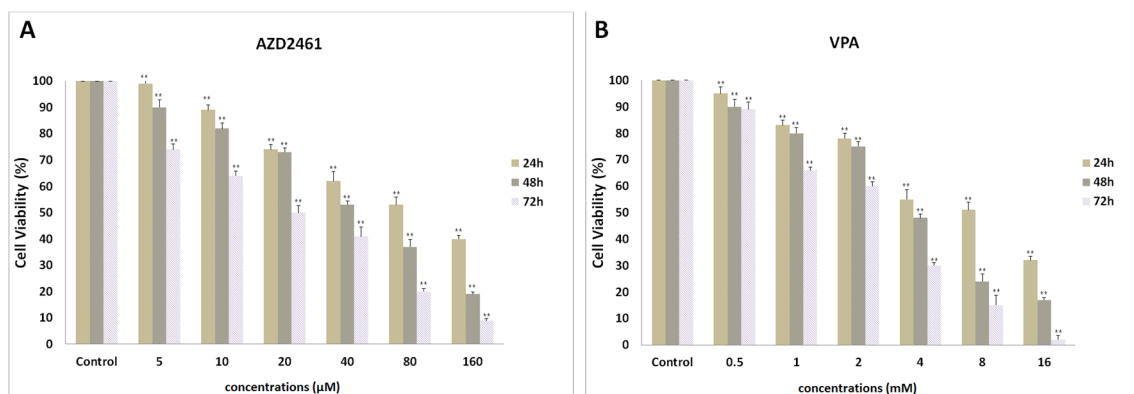 A
AZD2461
Cell Viability (%)
100
90
80
70
60
50
40
30
20
10
0
** ** **
** ** **
** ** **
** ** **
** ** **
** ** **
Control 5 10 20 40 80 160
concentrations (µM)
24h
48h
72h
B
VPA
Cell Viability (%)
100
90
80
70
60
50
40
30
20
10
0
** ** **
** ** **
** ** **
** ** **
** ** **
** ** **
Control 0.5 1 2 4 8 16
concentrations (mM)
24h
48h
72h